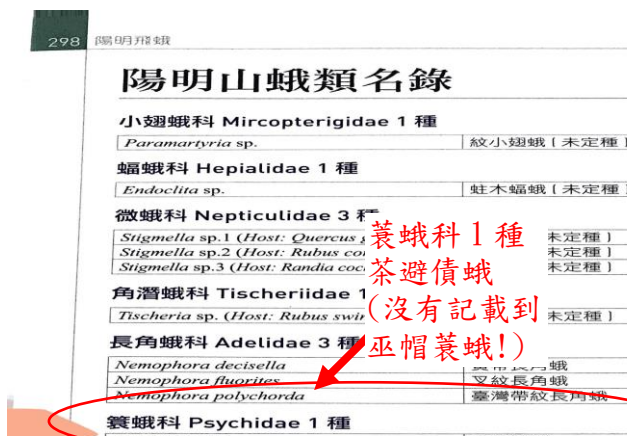 298 陽明飛蛾
陽明山蛾類名錄
小翅蛾科 Mircopterigidae 1 種
Paramartyria sp. 紋小翅蛾 [ 未定種 ]
蝠蛾科 Hepialidae 1 種
Endoclita sp. 蛀木蝠蛾 [ 未定種 ]
微蛾科 Nepticulidae 3 種
Stigmella sp.1 (Host: Quercus 未定種 ]
Stigmella sp.2 (Host: Rubus 未定種 ]
Stigmella sp.3 (Host: Randia 未定種 ]
角潛蛾科 Tischeriidae 1
Tischeria sp. (Host: Rubus 未定種 ]
長角蛾科 Adelidae 3 種
Nemophora decisella 長角蛾
Nemophora fluorites 叉紋長角蛾
Nemophora polychorda 臺灣帶紋長角蛾
簑蛾科 Psychidae 1 種
蓑蛾科1種
茶避債蛾
(沒有記載到
巫帽蓑蛾!)